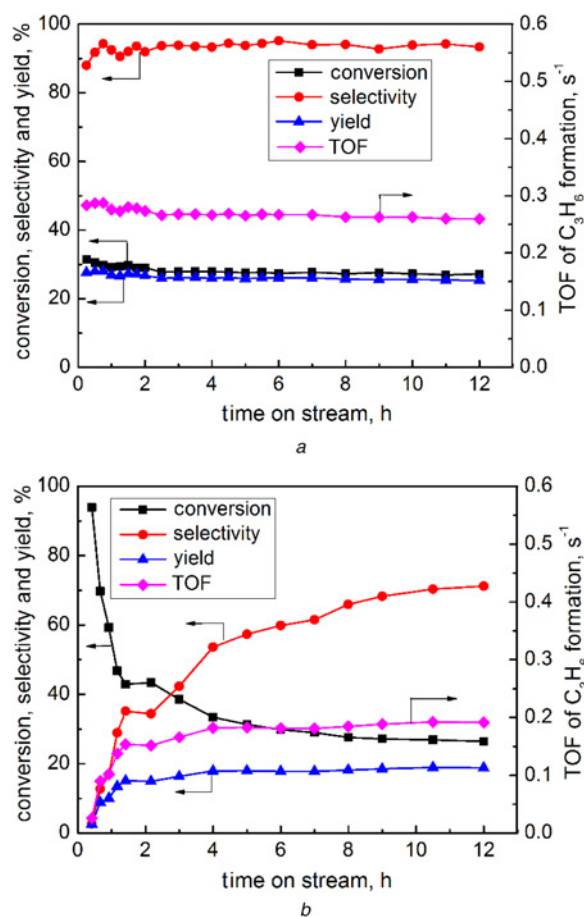 conversion, selectivity and yield, %
100
80
60
40
20
0
conversion
selectivity
yield
TOF
0.6
0.5
0.4
0.3
0.2
0.1
0.0
TOF of C₃H₆ formation, s⁻¹
0 2 4 6 8 10 12
time on stream, h
a
conversion, selectivity and yield, %
100
80
60
40
20
0
conversion
selectivity
yield
TOF
0.6
0.5
0.4
0.3
0.2
0.1
0.0
TOF of C₃H₆ formation, s⁻¹
0 2 4 6 8 10 12
time on stream, h
b